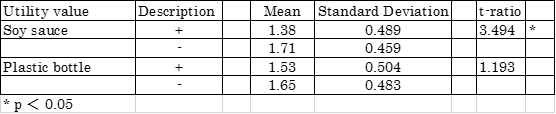 Utility value Description Mean Standard Deviation t-ratio
Soy sauce + 1.38 0.489 3.494 *
- 1.71 0.459
Plastic bottle + 1.53 0.504 1.193
- 1.65 0.483
* p < 0.05